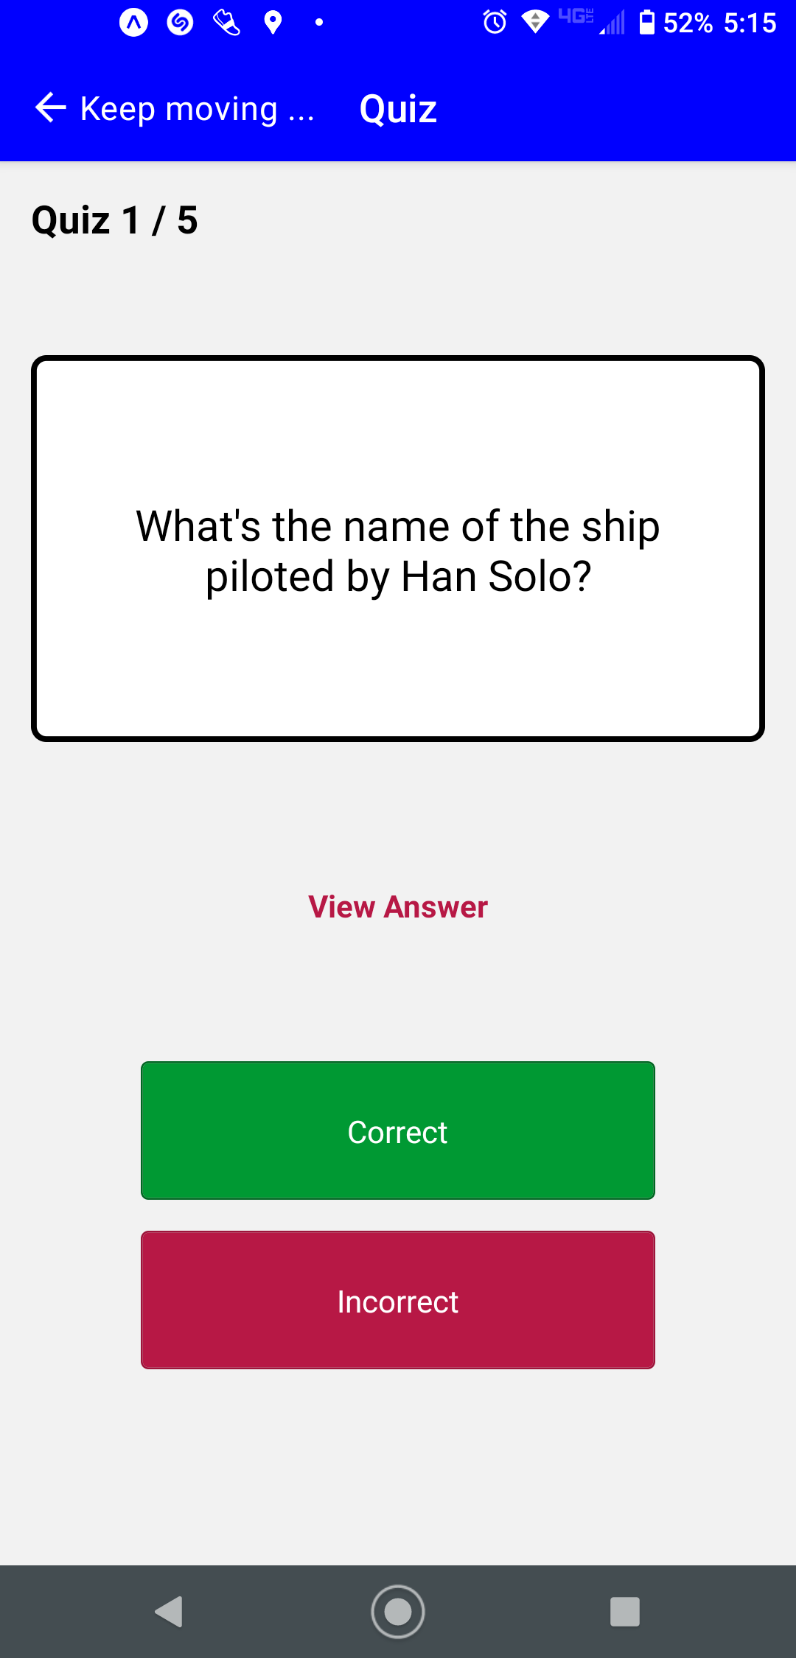 4G LTE 52% 5:15
Keep moving ... Quiz
Quiz 1 / 5
What's the name of the ship
piloted by Han Solo?
View Answer
Correct
Incorrect